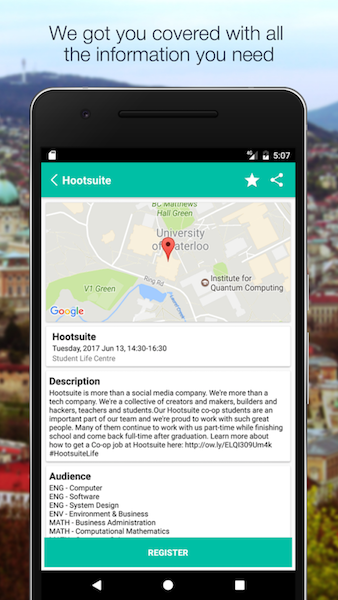 We got you covered with all
the information you need
4G 5:07
Hootsuite
BC Matthews
Hall Green
University
of Waterloo
Ring Rd
Institute for
Quantum Computing
V1 Green
Google
Hootsuite
Tuesday, 2017 Jun 13, 14:30-16:30
Student Life Centre
Description
Hootsuite is more than a social media company. We're more than a
tech company. We're a collective of creators and makers, builders and
hackers, teachers and students.Our Hootsuite co-op students are an
important part of our team and we're proud to work with such great
people. Many of them continue to work with us part-time while finishing
school and come back full-time after graduation. Learn more about
how to get a Co-op job at Hootsuite here: http://ow.ly/ELQI309Um4k
#HootsuiteLife
Audience
ENG - Computer
ENG - Software
ENG - System Design
ENV - Environment & Business
MATH - Business Administration
MATH - Computational Mathematics
REGISTER